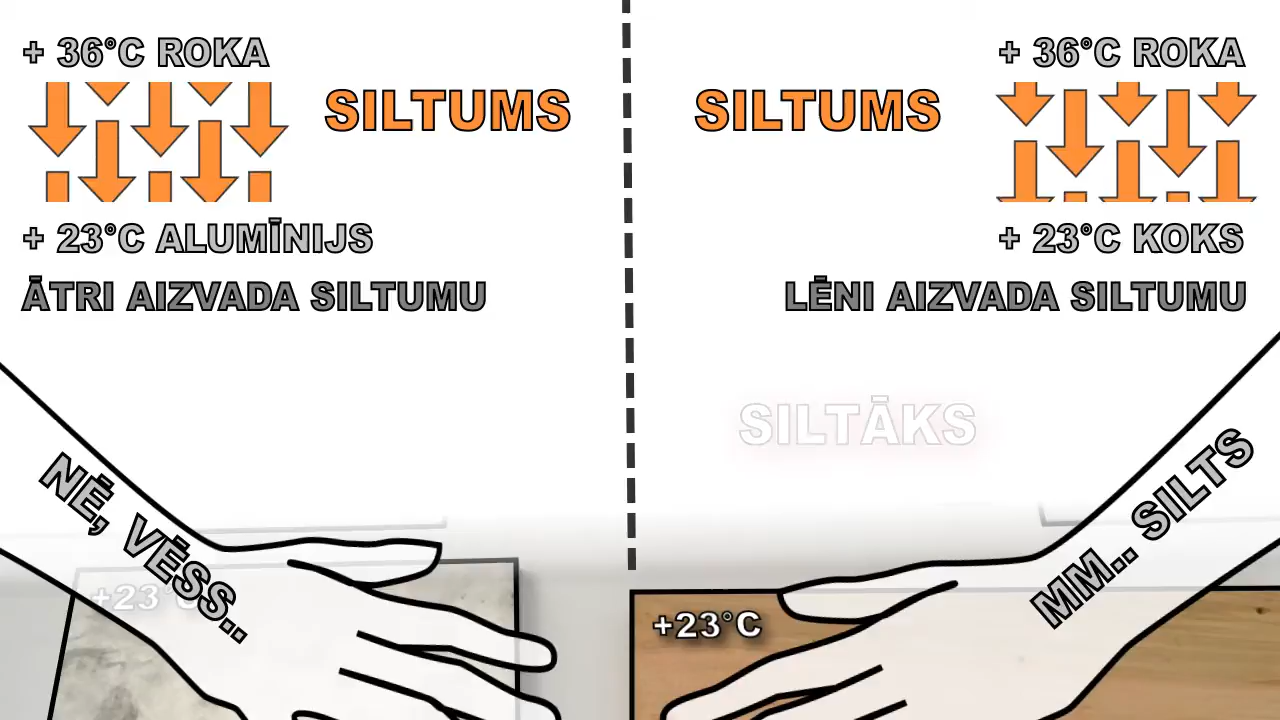 + 36°C ROKA
SILTUMS
+ 23°C ALUMĪNIJS
ĀTRI AIZVADA SILTUMU
NĒ, VĒSS..
+23°C
+ 36°C ROKA
SILTUMS
+ 23°C KOKS
LĒNI AIZVADA SILTUMU
SILTĀKS
MM.. SILTS
+23°C